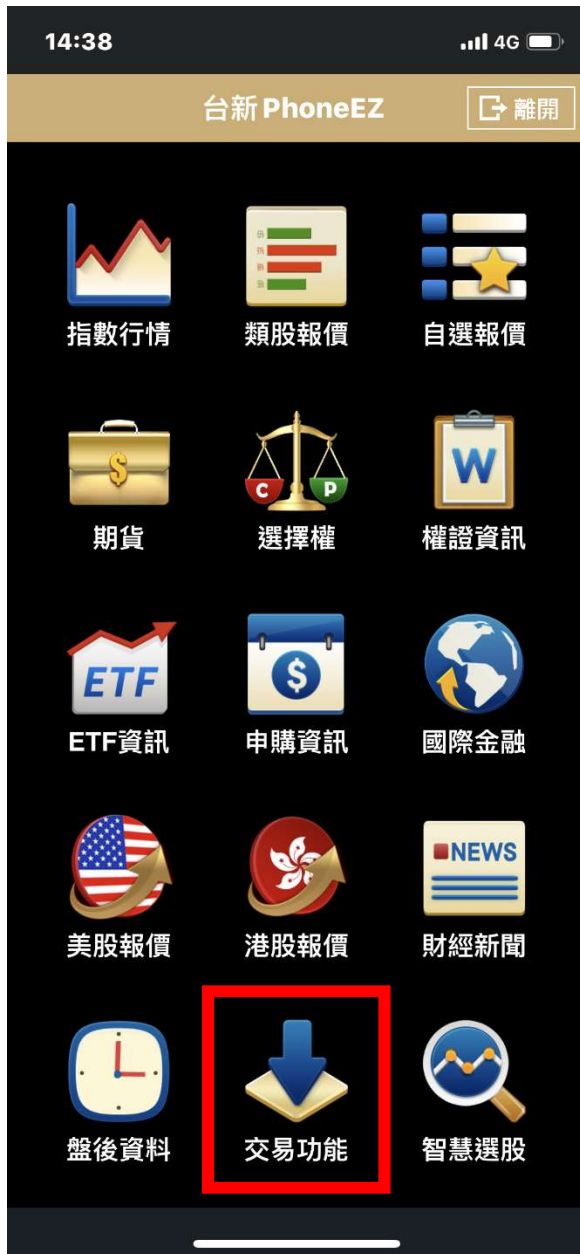 14:38 4G
台新 PhoneEZ 離開
指數行情 類股報價 自選報價
$ C P W
期貨 選擇權 權證資訊
ETF $
ETF資訊 申購資訊 國際金融
NEWS
美股報價 港股報價 財經新聞
盤後資料 交易功能 智慧選股